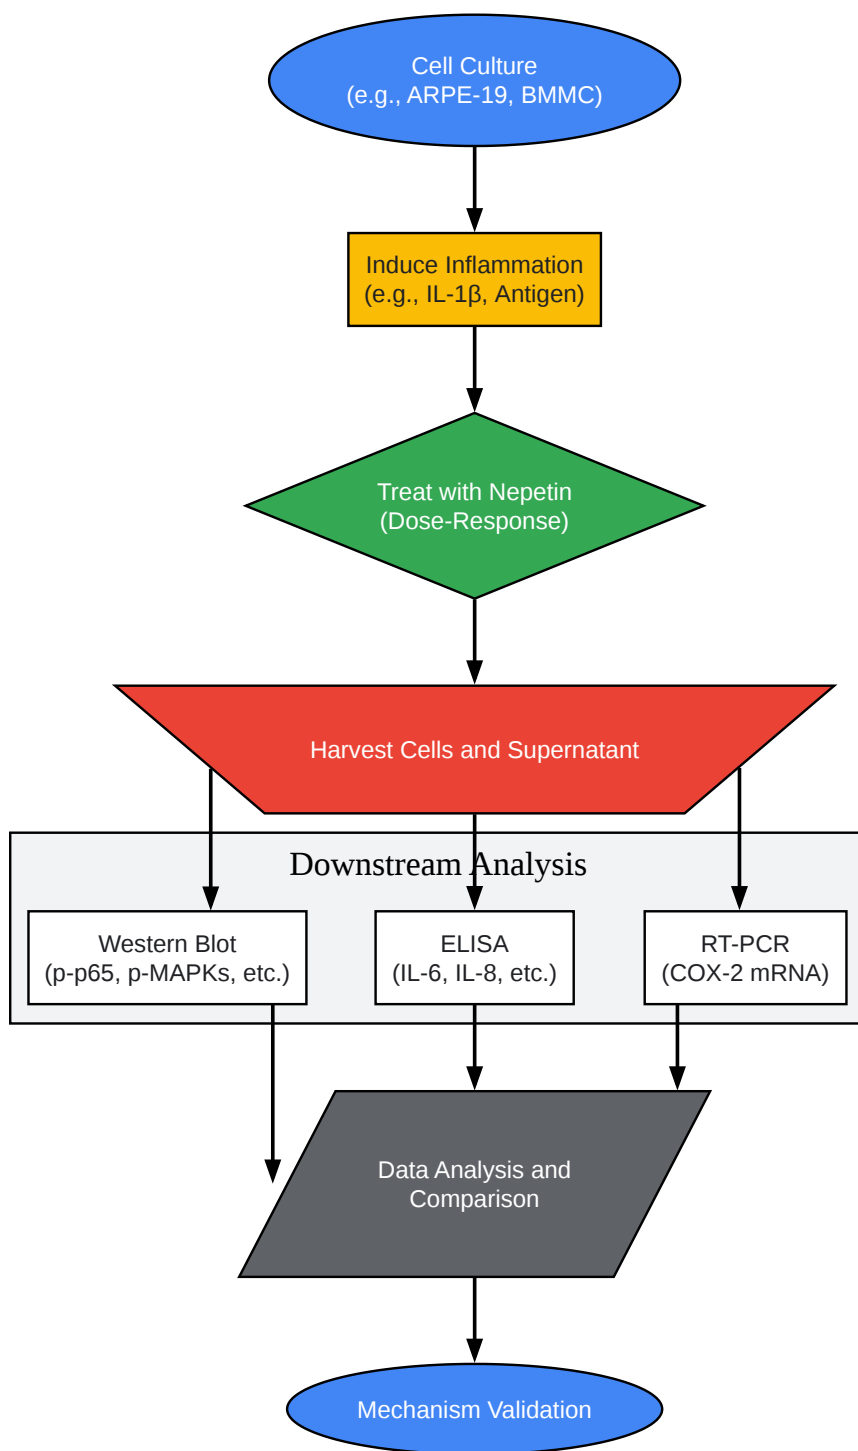 Cell Culture
(e.g., ARPE-19, BMMC)
Induce Inflammation
(e.g., IL-1β, Antigen)
Treat with Nepetin
(Dose-Response)
Harvest Cells and Supernatant
Downstream Analysis
Western Blot
(p-p65, p-MAPKs, etc.)
ELISA
(IL-6, IL-8, etc.)
RT-PCR
(COX-2 mRNA)
Data Analysis and
Comparison
Mechanism Validation